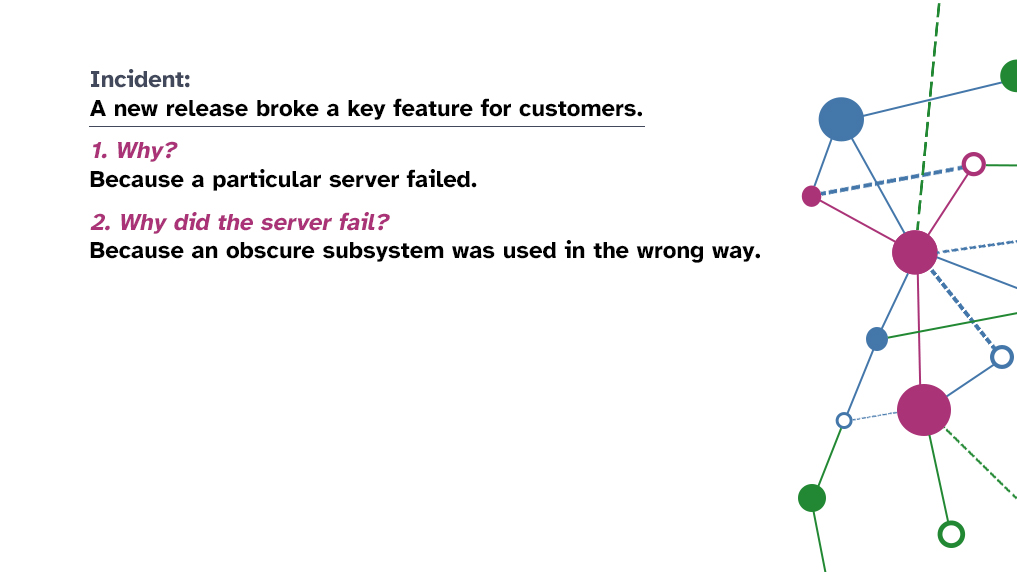 Incident:
A new release broke a key feature for customers.
1. Why?
Because a particular server failed.
2. Why did the server fail?
Because an obscure subsystem was used in the wrong way.